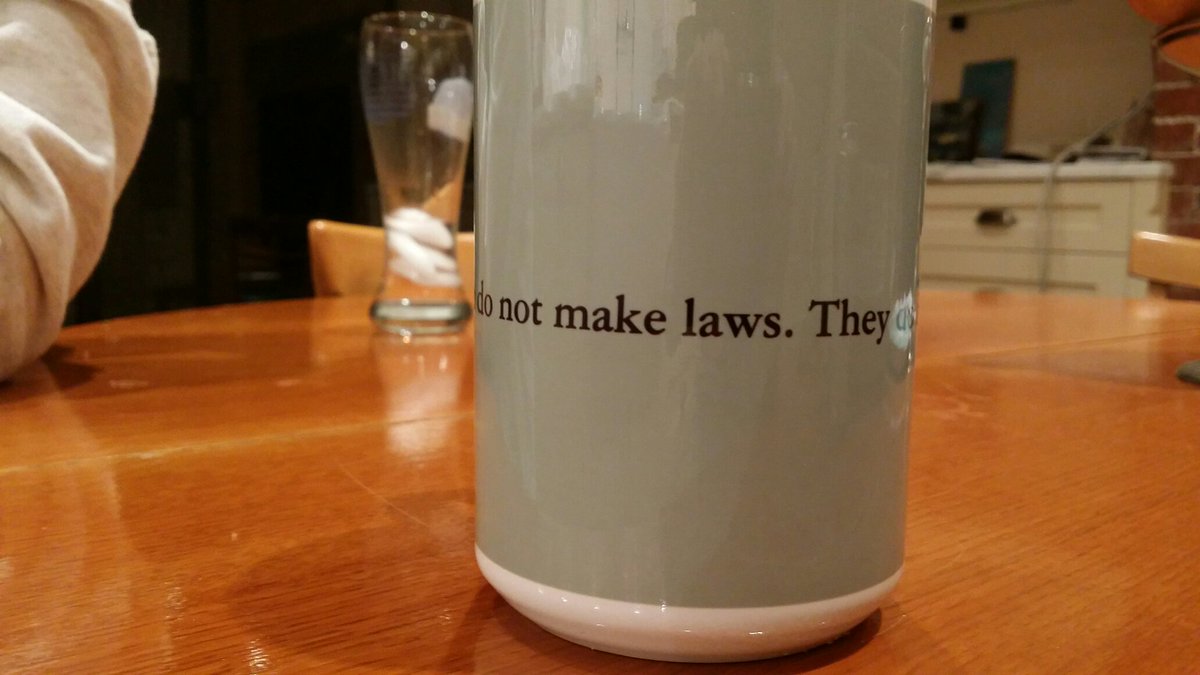 do not make laws. They